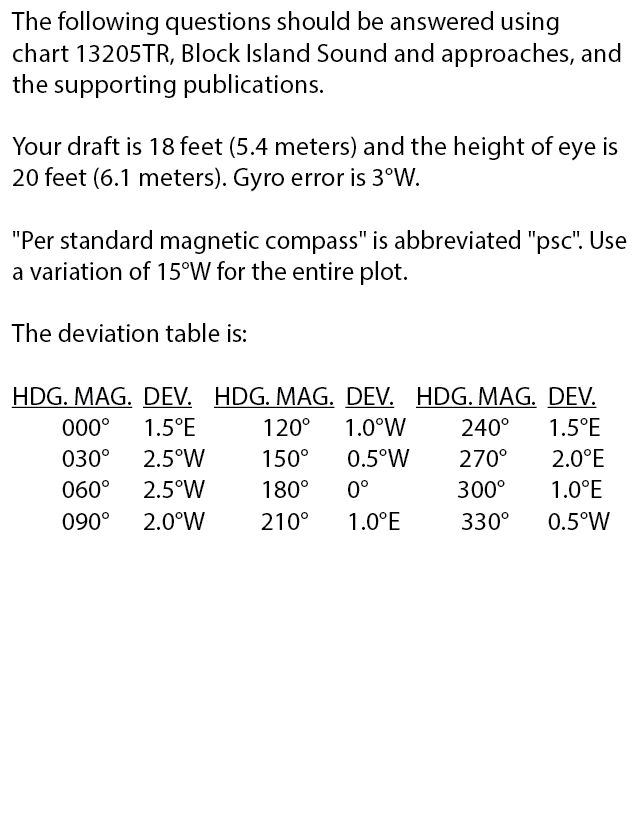 The following questions should be answered using
chart 13205TR, Block Island Sound and approaches, and
the supporting publications.
Your draft is 18 feet (5.4 meters) and the height of eye is
20 feet (6.1 meters). Gyro error is 3°W.
"Per standard magnetic compass" is abbreviated "psc". Use
a variation of 15°W for the entire plot.
The deviation table is:
HDG. MAG. DEV. HDG. MAG. DEV. HDG. MAG. DEV.
000° 1.5°E 120° 1.0°W 240° 1.5°E
030° 2.5°W 150° 0.5°W 270° 2.0°E
060° 2.5°W 180° 0° 300° 1.0°E
090° 2.0°W 210° 1.0°E 330° 0.5°W